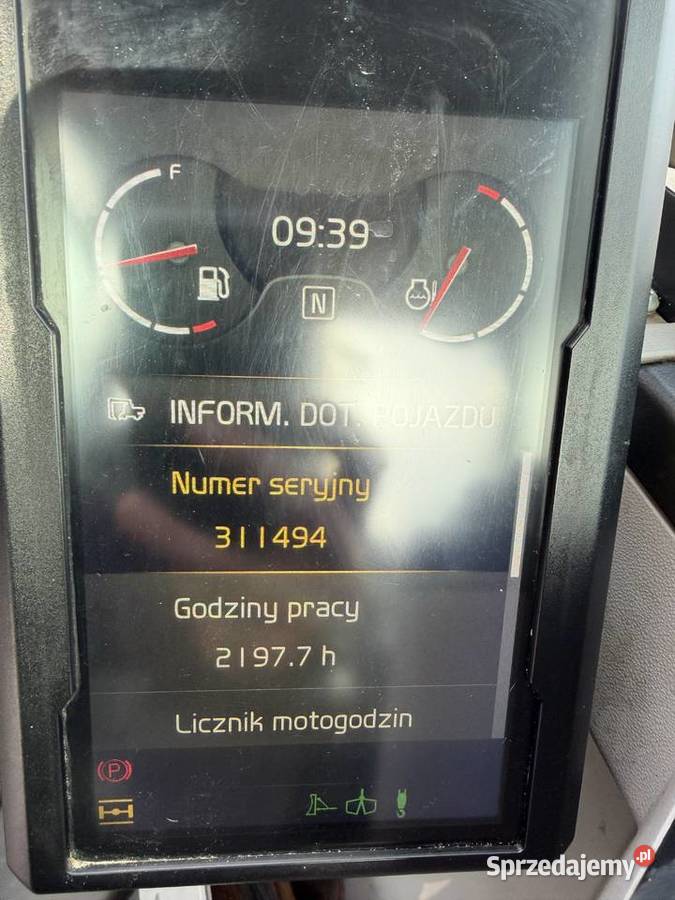 F
09:39
N
INFORM. DOT. POJAZDU
Numer seryjny
311494
Godziny pracy
2197.7 h
Licznik motogodzin
P
Sprzedajemy.pl